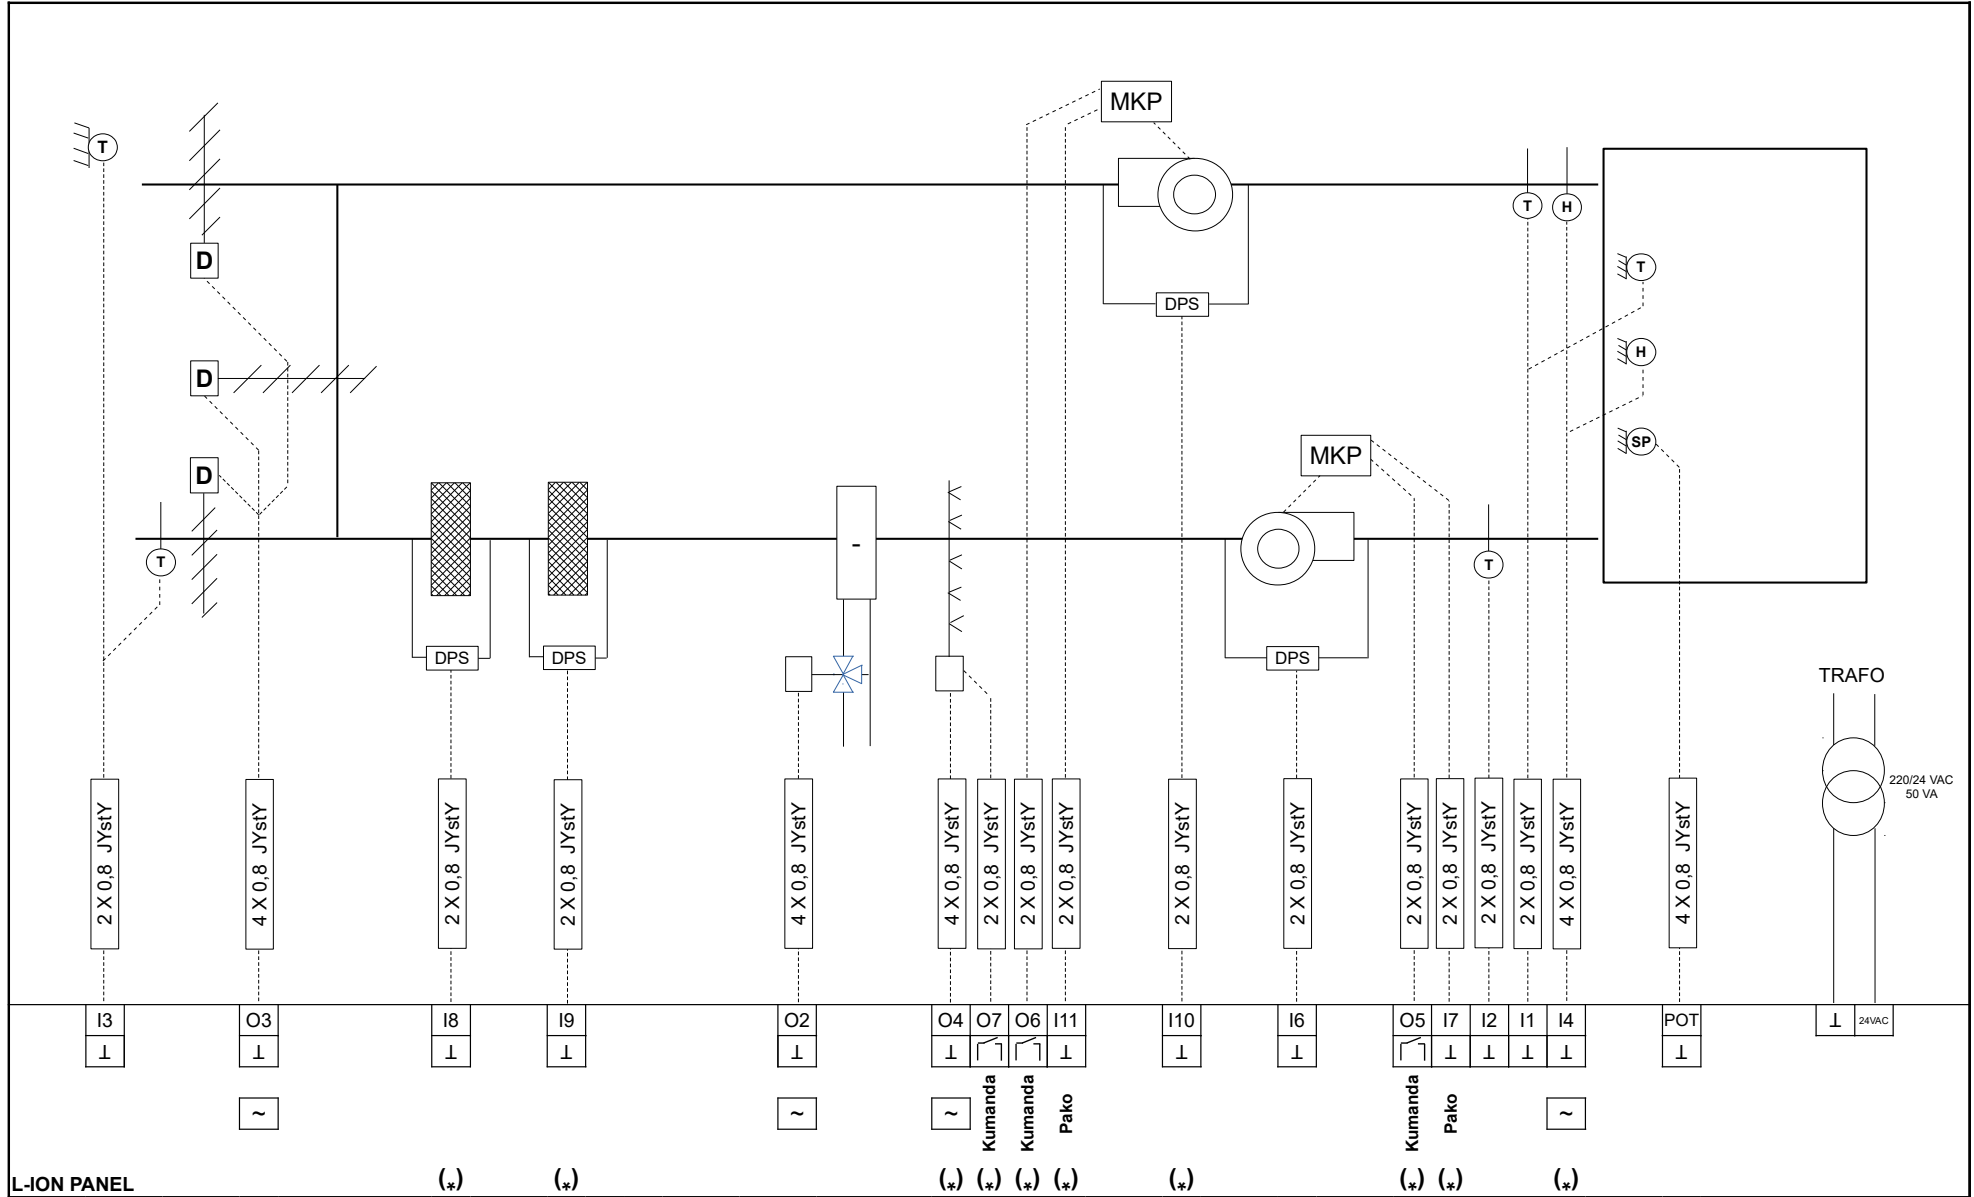 MKP
T
T
H
D
T
DPS
H
D
SP
MKP
D
T
T
-
DPS
DPS
DPS
TRAFO
220/24 VAC
50 VA
2 X 0,8 JYstY
4 X 0,8 JYstY
2 X 0,8 JYstY
2 X 0,8 JYstY
4 X 0,8 JYstY
4 X 0,8 JYstY
2 X 0,8 JYstY
2 X 0,8 JYstY
2 X 0,8 JYstY
2 X 0,8 JYstY
2 X 0,8 JYstY
2 X 0,8 JYstY
2 X 0,8 JYstY
2 X 0,8 JYstY
2 X 0,8 JYstY
4 X 0,8 JYstY
4 X 0,8 JYstY
I3 O3 I8 I9 O2 O4 O7 O6 I11 I10 I6 O5 I7 I2 I1 I4 POT ⊥ 24VAC
⊥ ⊥ ⊥ ⊥ ⊥ ⊥ ⊥ ⊥ ⊥ ⊥ ⊥ ⊥ ⊥ ⊥
~ ~ ~ Kumanda Kumanda Pako Kumanda Pako ~
L-ION PANEL (*) (*) (*) (*) (*) (*) (*) (*) (*) (*)